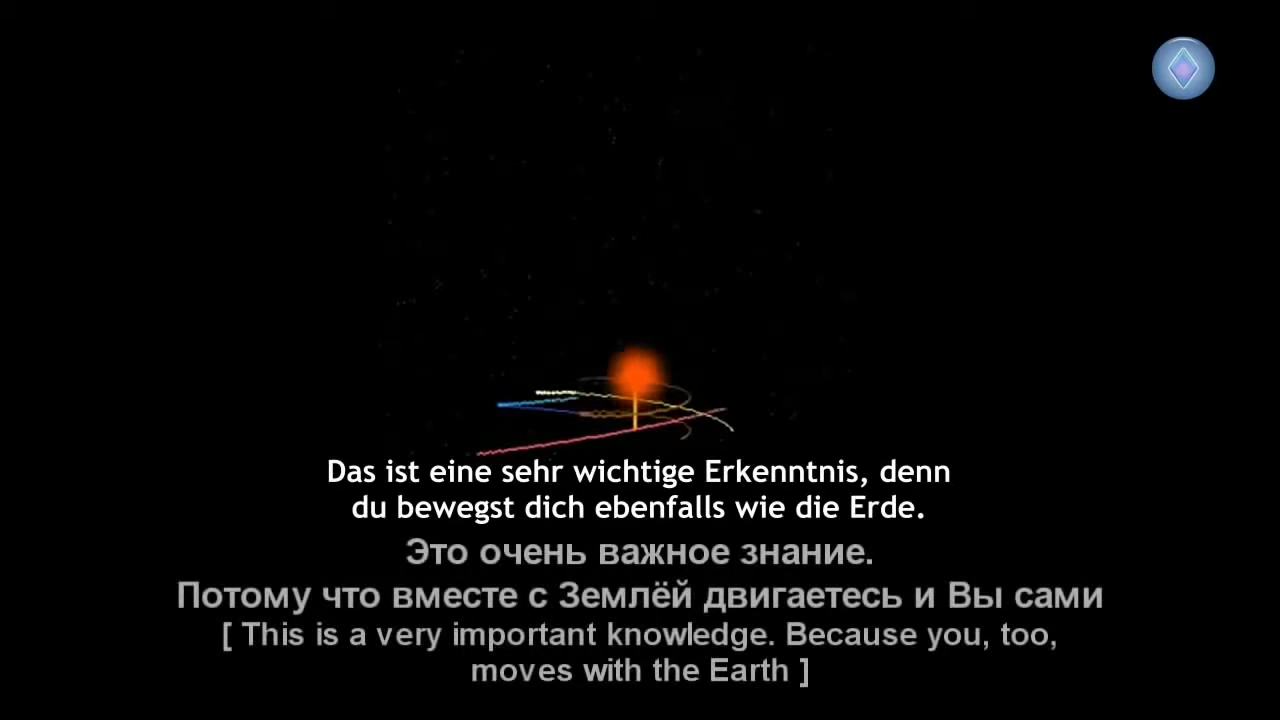 Das ist eine sehr wichtige Erkenntnis, denn
du bewegst dich ebenfalls wie die Erde.
Это очень важное знание.
Потому что вместе с Землёй двигаетесь и Вы сами
[ This is a very important knowledge. Because you, too,
moves with the Earth ]